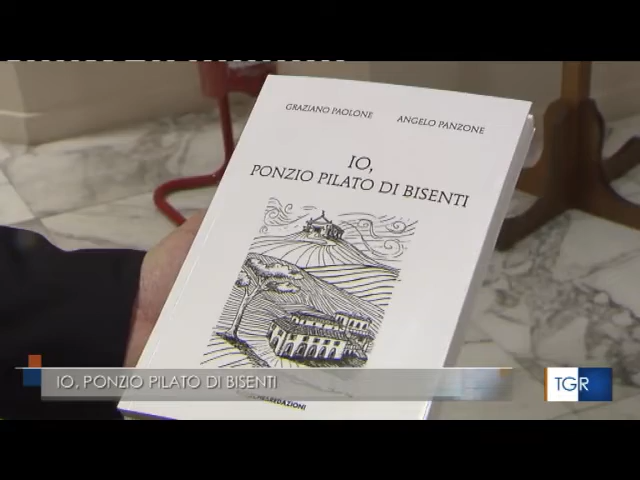 GRAZIANO PAOLONE
ANGELO PANZONE
IO,
PONZIO PILATO DI BISENTI
IO, PONZIO PILATO DI BISENTI
TGR